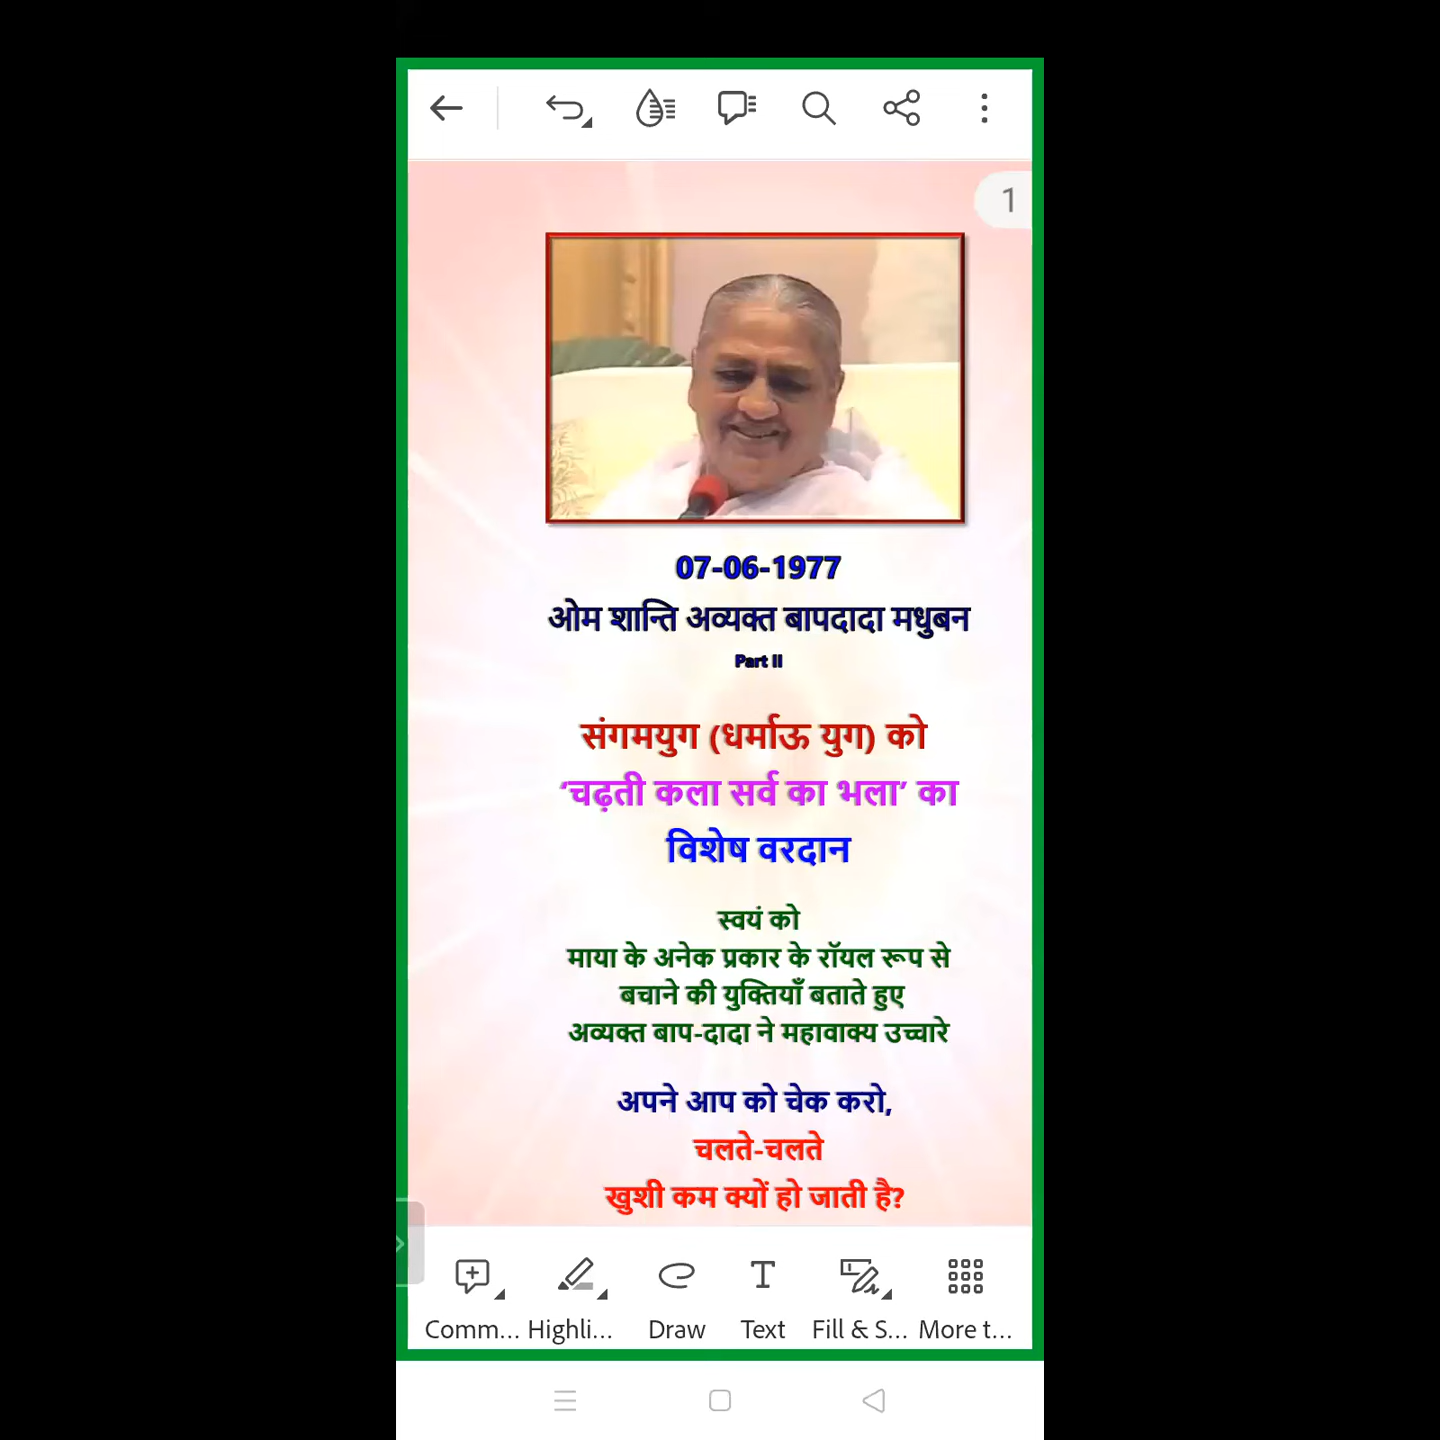 1
07-06-1977
ओम शान्ति अव्यक्त बापदादा मधुबन
Part II
संगमयुग (धर्माऊ युग) को
‘चढ़ती कला सर्व का भला’ का
विशेष वरदान
स्वयं को
माया के अनेक प्रकार के रॉयल रूप से
बचाने की युक्तियाँ बताते हुए
अव्यक्त बाप-दादा ने महावाक्य उच्चारे
अपने आप को चेक करो,
चलते-चलते
खुशी कम क्यों हो जाती है?
Comm... Highli... Draw Text Fill & S... More t...